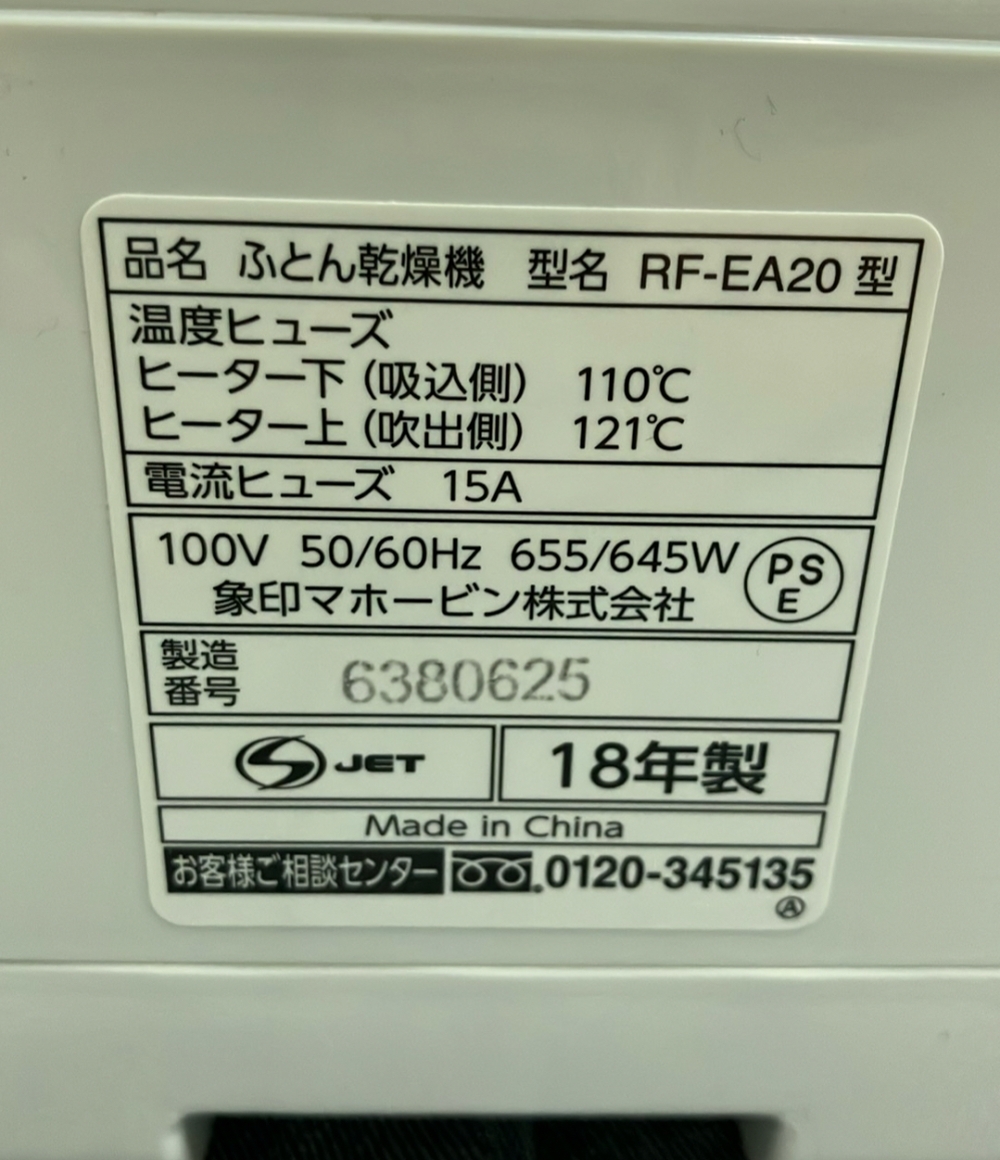 品名 ふとん乾燥機 型名 RF-EA20 型
温度ヒューズ
ヒーター下（吸込側） 110℃
ヒーター上（吹出側） 121℃
電流ヒューズ 15A
100V 50/60Hz 655/645W
象印マホービン株式会社
PS
E
製造
番号 6380625
S JET 18年製
Made in China
お客様ご相談センター 0120-345135
Ⓐ